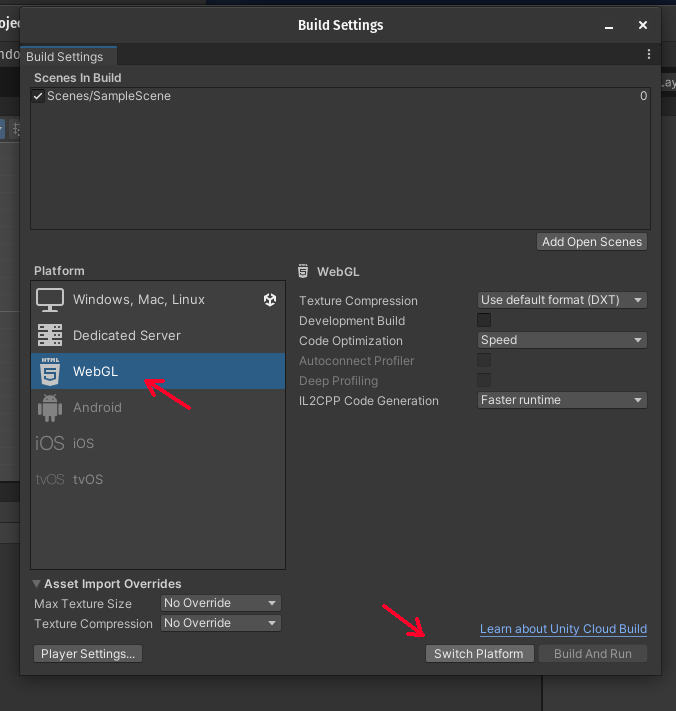 Build Settings
Build Settings
Scenes In Build
Scenes/SampleScene 0
Add Open Scenes
Platform
Windows, Mac, Linux
Dedicated Server
HTML
5
WebGL
Android
iOS iOS
tvOS tvOS
WebGL
Texture Compression Use default format (DXT)
Development Build
Code Optimization Speed
Autoconnect Profiler
Deep Profiling
IL2CPP Code Generation Faster runtime
Asset Import Overrides
Max Texture Size No Override
Texture Compression No Override
Learn about Unity Cloud Build
Player Settings... Switch Platform Build And Run